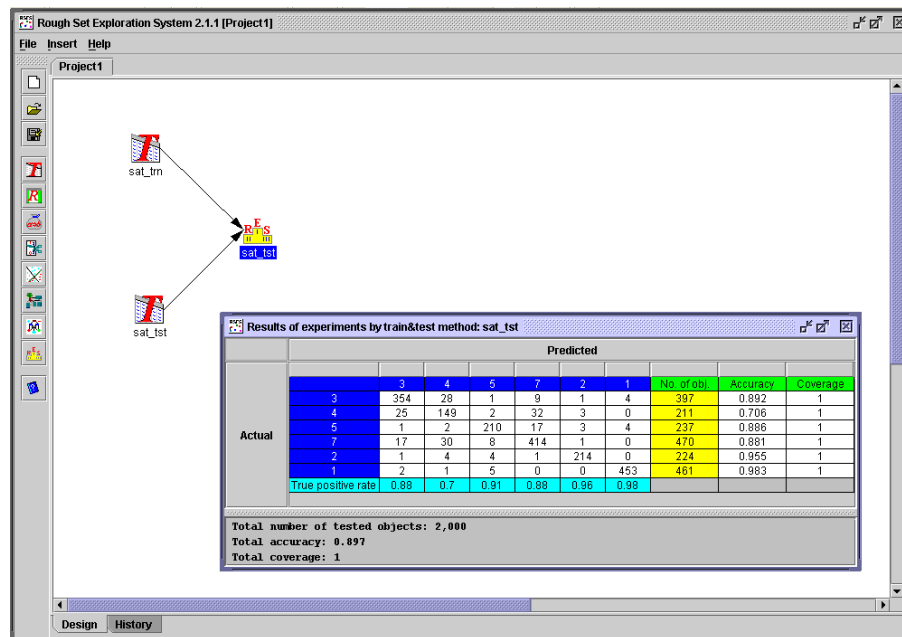 Rough Set Exploration System 2.1.1 [Project1]
File Insert Help
Project1
sat_trn
R E S
I II III
sat_tst
sat_tst
Results of experiments by train&test method: sat_tst
Predicted
Actual
3 4 5 7 2 1 No. of obj. Accuracy Coverage
3 354 28 1 9 1 4 397 0.892 1
4 25 149 2 32 3 0 211 0.706 1
5 1 2 210 17 3 4 237 0.886 1
7 17 30 8 414 1 0 470 0.881 1
2 1 4 4 1 214 0 224 0.955 1
1 2 1 5 0 0 453 461 0.983 1
True positive rate 0.88 0.7 0.91 0.88 0.96 0.98
Total number of tested objects: 2,000
Total accuracy: 0.897
Total coverage: 1
Design History